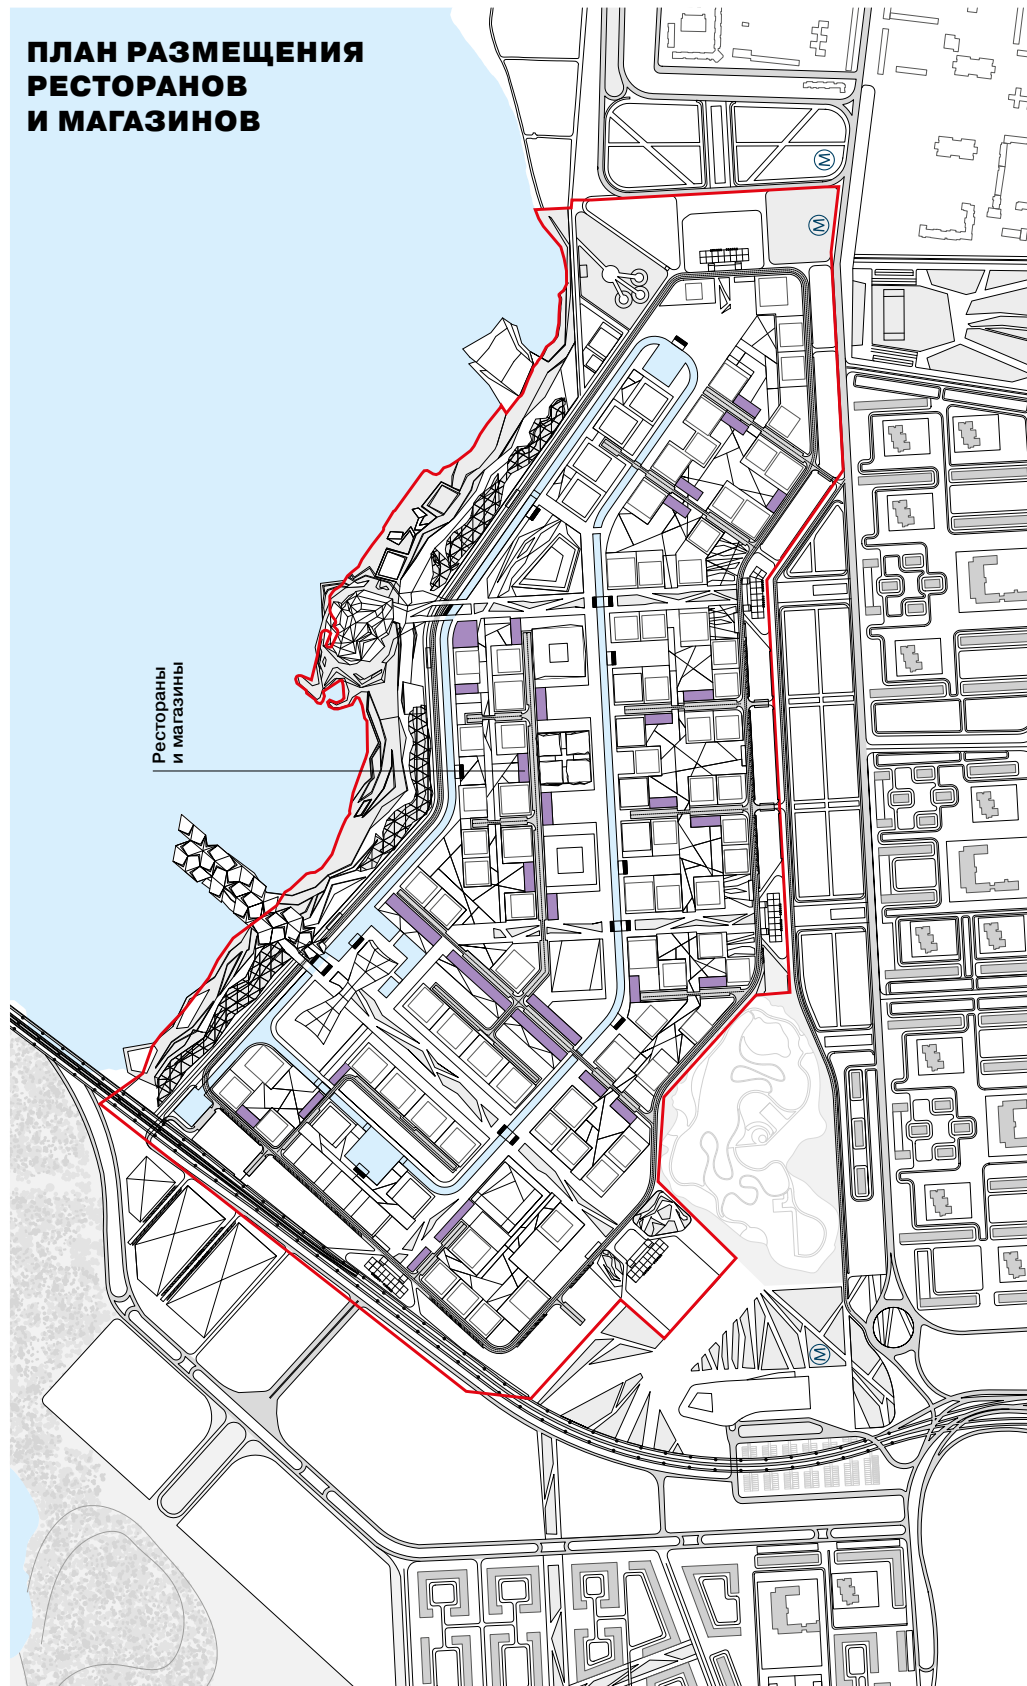 ПЛАН РАЗМЕЩЕНИЯ
РЕСТОРАНОВ
И МАГАЗИНОВ
М
М
Рестораны
и магазины
М